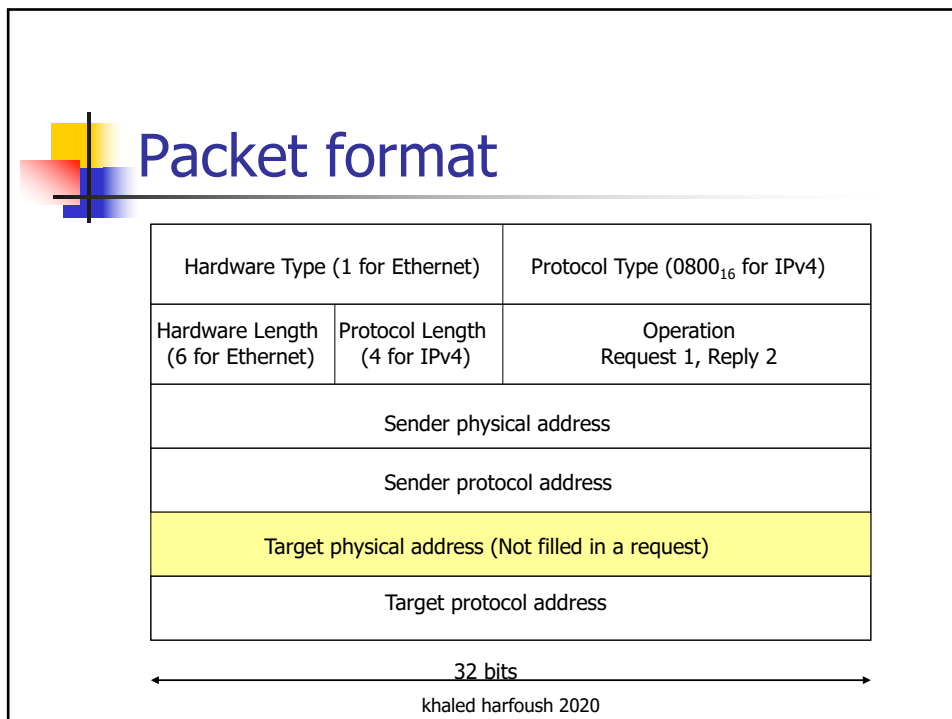 Packet format
Hardware Type (1 for Ethernet)
Protocol Type (0800₁₆ for IPv4)
Hardware Length
(6 for Ethernet)
Protocol Length
(4 for IPv4)
Operation
Request 1, Reply 2
Sender physical address
Sender protocol address
Target physical address (Not filled in a request)
Target protocol address
32 bits
khaled harfoush 2020